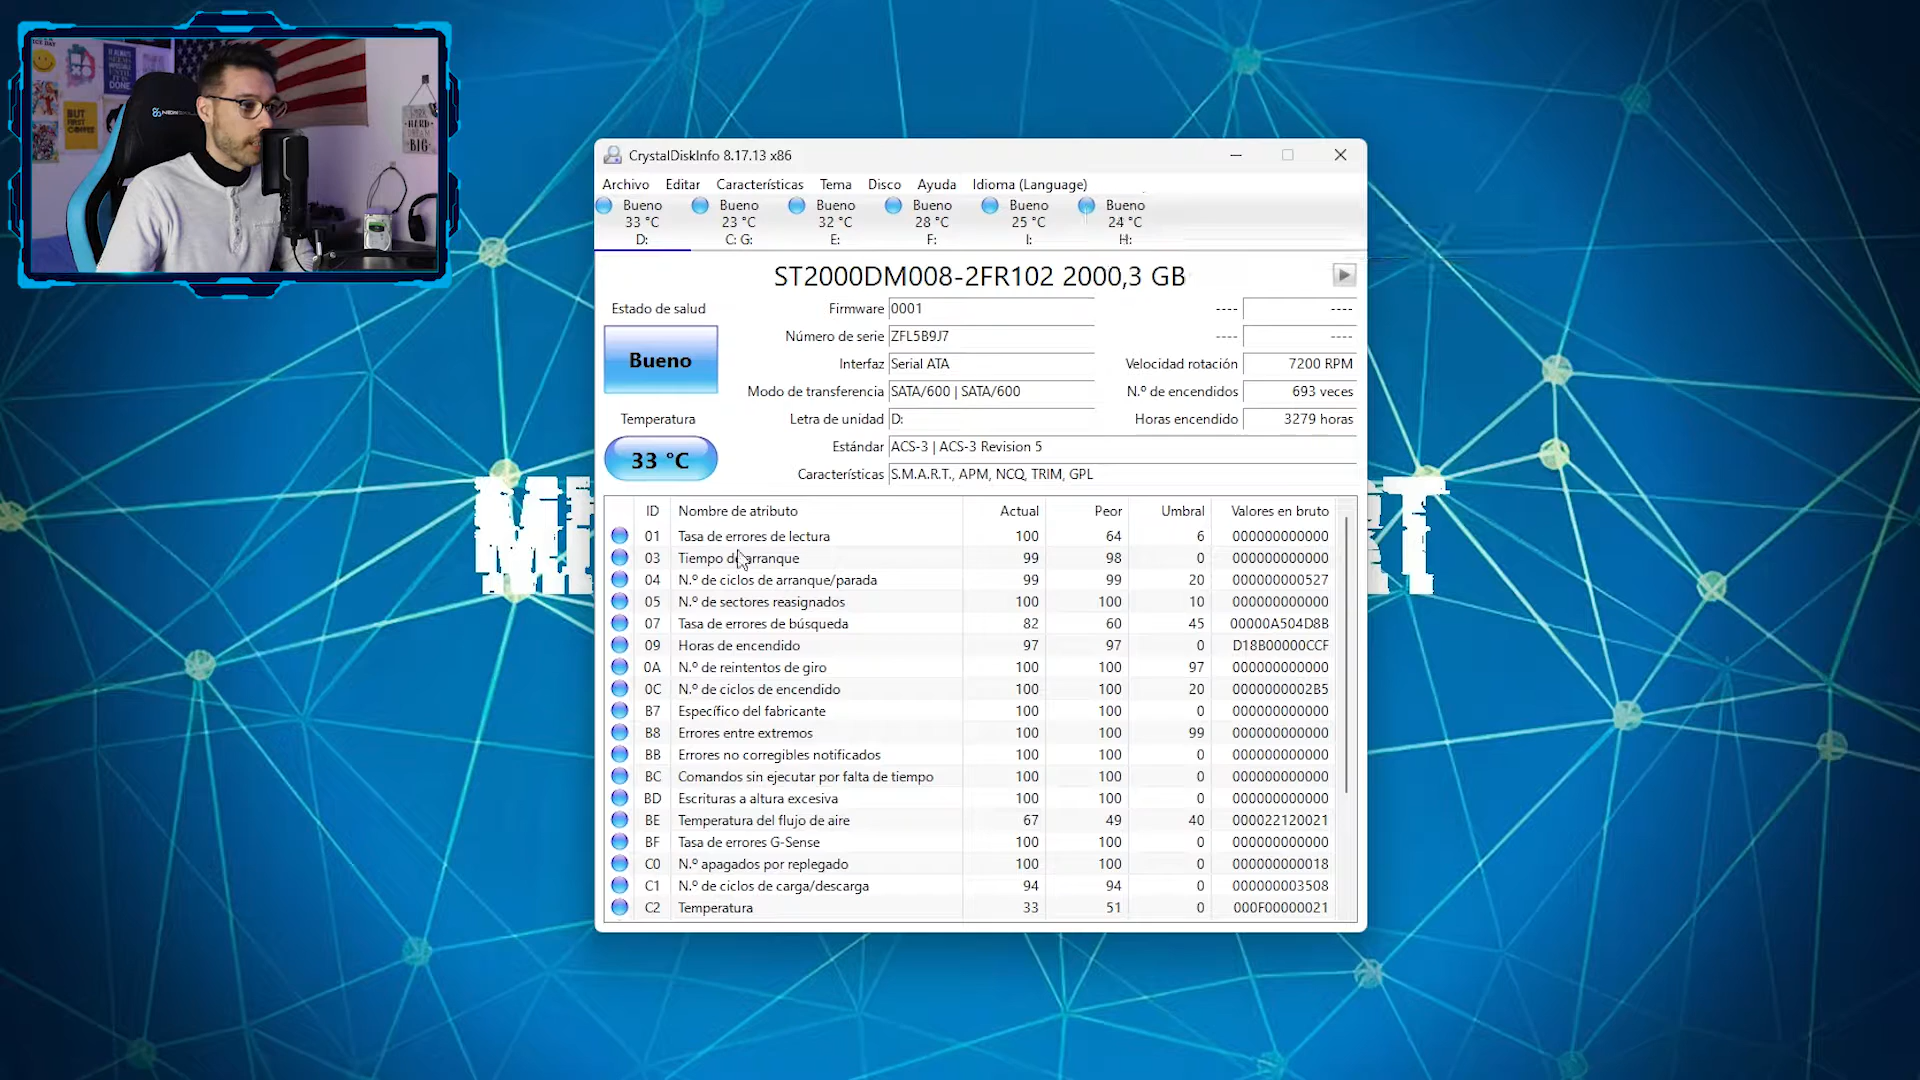 CrystalDiskInfo 8.17.13 x86
Archivo Editar Características Tema Disco Ayuda Idioma (Language)
Bueno Bueno Bueno Bueno Bueno Bueno
33 °C 23 °C 32 °C 28 °C 25 °C 24 °C
D: C: G: E: F: I: H:
ST2000DM008-2FR102 2000,3 GB
Estado de salud Firmware 0001 ---- ----
Número de serie ZFL5B9J7 ---- ----
Bueno Interfaz Serial ATA Velocidad rotación 7200 RPM
Modo de transferencia SATA/600 | SATA/600 N.º de encendidos 693 veces
Temperatura Letra de unidad D: Horas encendido 3279 horas
Estándar ACS-3 | ACS-3 Revision 5
33 °C Características S.M.A.R.T., APM, NCQ, TRIM, GPL
ID Nombre de atributo Actual Peor Umbral Valores en bruto
01 Tasa de errores de lectura 100 64 6 000000000000
03 Tiempo de arranque 99 98 0 000000000000
04 N.º de ciclos de arranque/parada 99 99 20 000000000527
05 N.º de sectores reasignados 100 100 10 000000000000
07 Tasa de errores de búsqueda 82 60 45 00000A504D8B
09 Horas de encendido 97 97 0 D18B00000CCF
0A N.º de reintentos de giro 100 100 97 000000000000
0C N.º de ciclos de encendido 100 100 20 0000000002B5
B7 Específico del fabricante 100 100 0 000000000000
B8 Errores entre extremos 100 100 99 000000000000
BB Errores no corregibles notificados 100 100 0 000000000000
BC Comandos sin ejecutar por falta de tiempo 100 100 0 000000000000
BD Escrituras a altura excesiva 100 100 0 000000000000
BE Temperatura del flujo de aire 67 49 40 000022120021
BF Tasa de errores G-Sense 100 100 0 000000000000
C0 N.º apagados por replegado 100 100 0 000000000018
C1 N.º de ciclos de carga/descarga 94 94 0 000000003508
C2 Temperatura 33 51 0 000F00000021
BUT
FIRST
COFFEE
DONE
HARD
DREAM
BIG